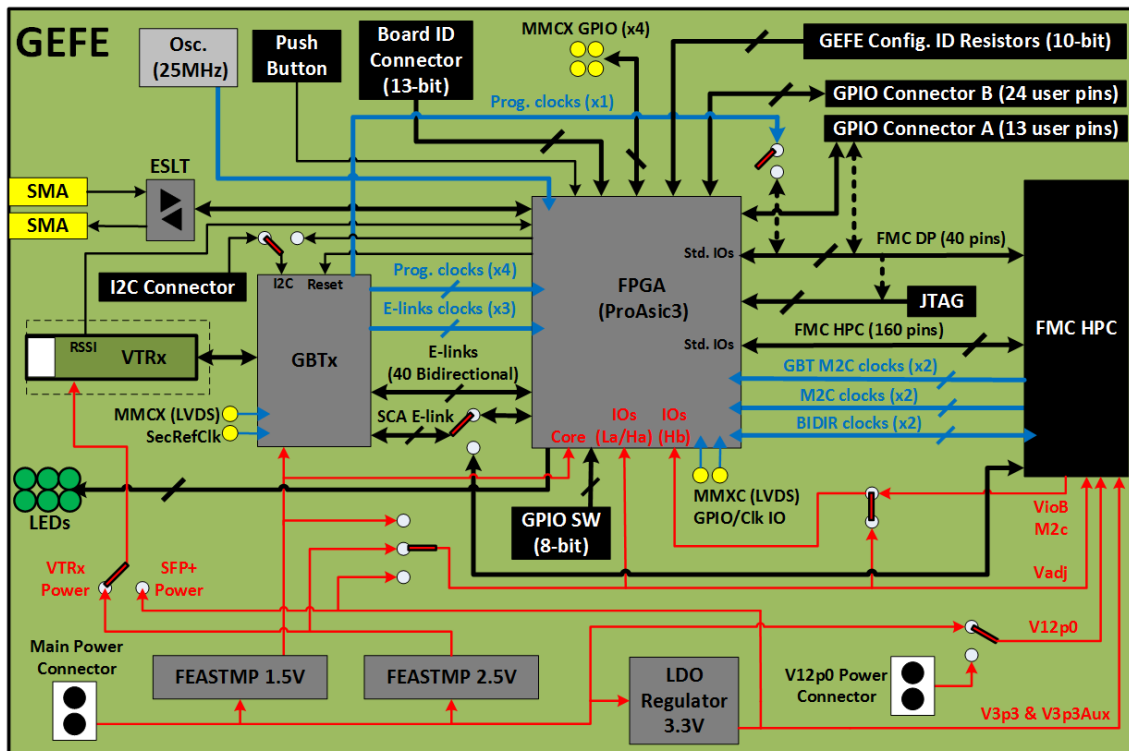 GEFE
Osc.
(25MHz)
Push
Button
Board ID
Connector
(13-bit)
MMCX GPIO (x4)
GEFE Config. ID Resistors (10-bit)
GPIO Connector B (24 user pins)
GPIO Connector A (13 user pins)
Prog. clocks (x1)
ESLT
SMA
SMA
I2C Connector
I2C
Reset
Prog. clocks (x4)
E-links clocks (x3)
FPGA
(ProAsic3)
Std. IOs
FMC DP (40 pins)
JTAG
FMC HPC (160 pins)
Std. IOs
FMC HPC
RSSI
VTRx
GBTx
E-links
(40 Bidirectional)
GBT M2C clocks (x2)
M2C clocks (x2)
BIDIR clocks (x2)
MMCX (LVDS)
SecRefClk
SCA E-link
Core
IOs
(La/Ha)
IOs
(Hb)
LEDs
GPIO SW
(8-bit)
MMXC (LVDS)
GPIO/Clk IO
VioB
M2c
Vadj
VTRx
Power
SFP+
Power
V12p0
Main Power
Connector
FEASTMP 1.5V
FEASTMP 2.5V
LDO
Regulator
3.3V
V12p0 Power
Connector
V3p3 & V3p3Aux